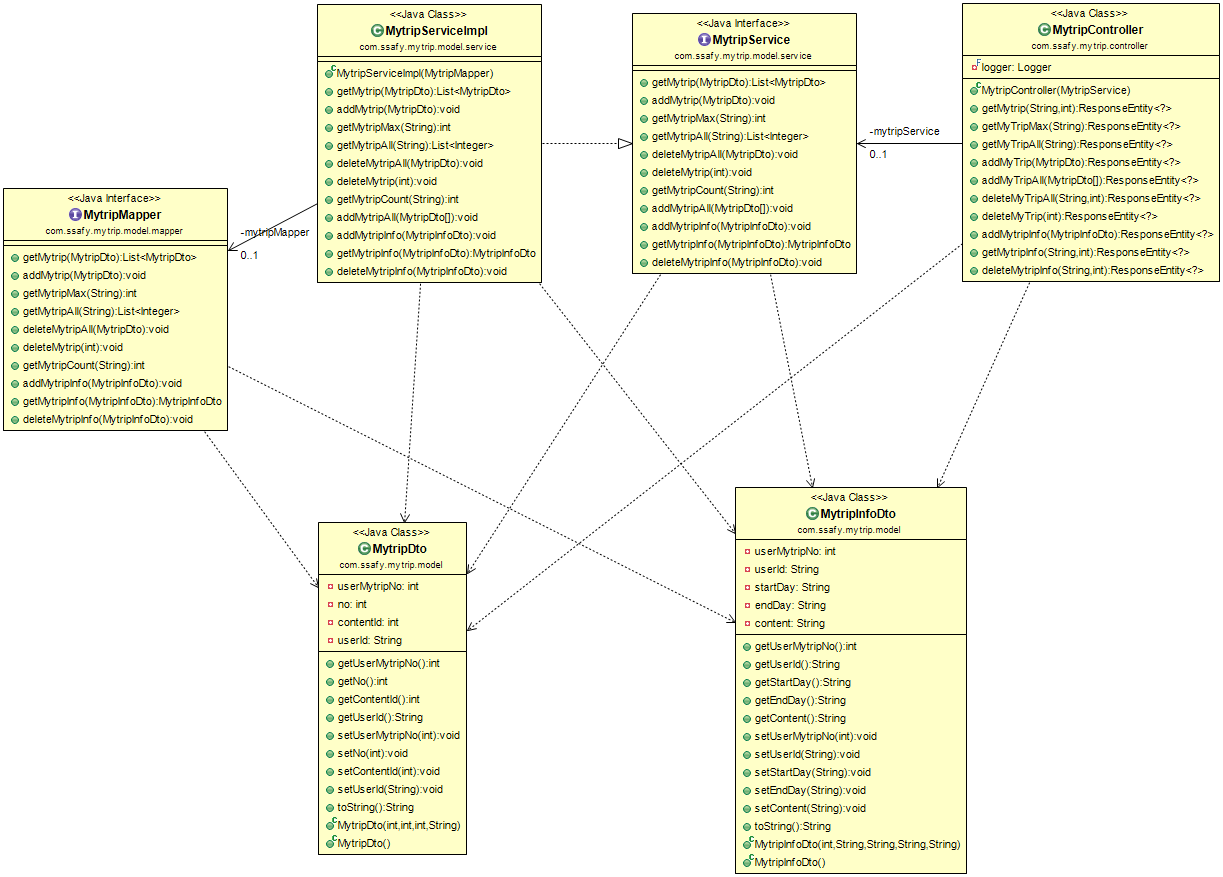 <<Java Class>>
MytripServiceImpl
com.ssafy.mytrip.model.service
MytripServiceImpl(MytripMapper)
getMytrip(MytripDto):List<MytripDto>
addMytrip(MytripDto):void
getMytripMax(String):int
getMytripAll(String):List<Integer>
deleteMytripAll(MytripDto):void
deleteMytrip(int):void
getMytripCount(String):int
addMytripAll(MytripDto[]):void
addMytripInfo(MytripInfoDto):void
getMytripInfo(MytripInfoDto):MytripInfoDto
deleteMytripInfo(MytripInfoDto):void
<<Java Interface>>
MytripService
com.ssafy.mytrip.model.service
getMytrip(MytripDto):List<MytripDto>
addMytrip(MytripDto):void
getMytripMax(String):int
getMytripAll(String):List<Integer>
deleteMytripAll(MytripDto):void
deleteMytrip(int):void
getMytripCount(String):int
addMytripAll(MytripDto[]):void
addMytripInfo(MytripInfoDto):void
getMytripInfo(MytripInfoDto):MytripInfoDto
deleteMytripInfo(MytripInfoDto):void
-mytripService
0..1
<<Java Class>>
MytripController
com.ssafy.mytrip.controller
logger: Logger
MytripController(MytripService)
getMytrip(String,int):ResponseEntity<?>
getMyTripMax(String):ResponseEntity<?>
getMyTripAll(String):ResponseEntity<?>
addMyTrip(MytripDto):ResponseEntity<?>
addMyTripAll(MytripDto[]):ResponseEntity<?>
deleteMyTripAll(String,int):ResponseEntity<?>
deleteMyTrip(int):ResponseEntity<?>
addMytripInfo(MytripInfoDto):ResponseEntity<?>
getMytripInfo(String,int):ResponseEntity<?>
deleteMytripInfo(String,int):ResponseEntity<?>
<<Java Interface>>
MytripMapper
com.ssafy.mytrip.model.mapper
getMytrip(MytripDto):List<MytripDto>
addMytrip(MytripDto):void
getMytripMax(String):int
getMytripAll(String):List<Integer>
deleteMytripAll(MytripDto):void
deleteMytrip(int):void
getMytripCount(String):int
addMytripInfo(MytripInfoDto):void
getMytripInfo(MytripInfoDto):MytripInfoDto
deleteMytripInfo(MytripInfoDto):void
-mytripMapper
0..1
<<Java Class>>
MytripDto
com.ssafy.mytrip.model
userMytripNo: int
no: int
contentId: int
userId: String
getUserMytripNo():int
getNo():int
getContentId():int
getUserId():String
setUserMytripNo(int):void
setNo(int):void
setContentId(int):void
setUserId(String):void
toString():String
MytripDto(int,int,int,String)
MytripDto()
<<Java Class>>
MytripInfoDto
com.ssafy.mytrip.model
userMytripNo: int
userId: String
startDay: String
endDay: String
content: String
getUserMytripNo():int
getUserId():String
getStartDay():String
getEndDay():String
getContent():String
setUserMytripNo(int):void
setUserId(String):void
setStartDay(String):void
setEndDay(String):void
setContent(String):void
toString():String
MytripInfoDto(int,String,String,String,String)
MytripInfoDto()